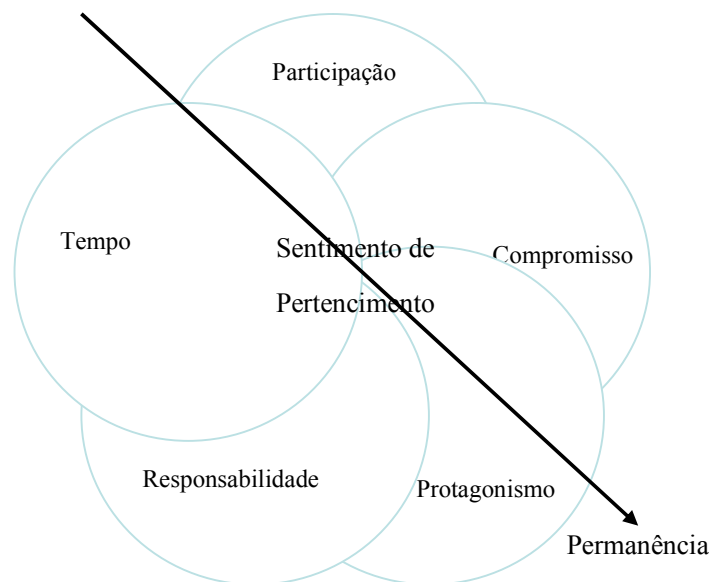 Participação
Tempo
Sentimento de
Pertencimento
Compromisso
Responsabilidade
Protagonismo
Permanência